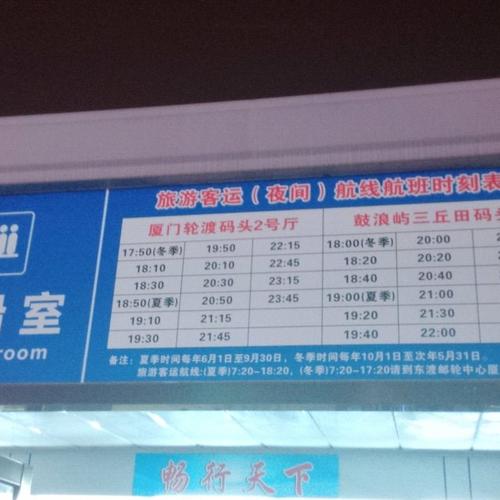 旅游客运(夜间)航线航班时刻表
厦门轮渡码头2号厅 鼓浪屿三丘田码头
17:50(冬季) 19:50 22:15 18:00(冬季) 20:00
18:10 20:10 22:45 18:20 20:20
18:30 20:30 23:15 18:40 20:40
18:50(夏季) 20:50 23:45 19:00(夏季) 21:00
19:10 21:15 19:20 21:30
19:30 21:45 19:40 22:00
室
room
备注:夏季时间每年6月1日至9月30日,冬季时间每年10月1日至次年5月31日。
旅游客运航线:(夏季)7:20-18:20,(冬季)7:20-17:20请到东渡邮轮中心厦
畅行天下